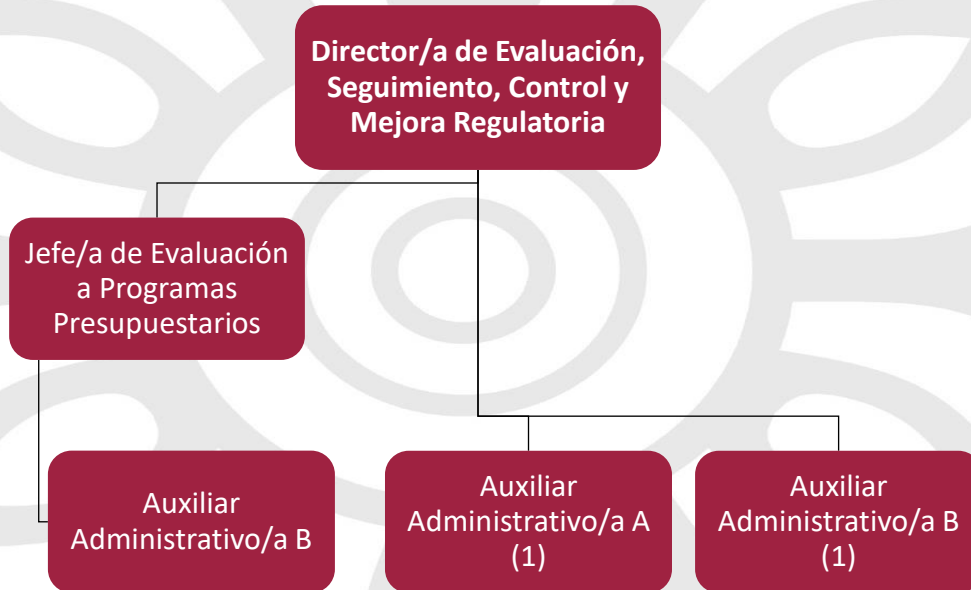 Director/a de Evaluación,
Seguimiento, Control y
Mejora Regulatoria
Jefe/a de Evaluación
a Programas
Presupuestarios
Auxiliar
Administrativo/a B
Auxiliar
Administrativo/a A
(1)
Auxiliar
Administrativo/a B
(1)